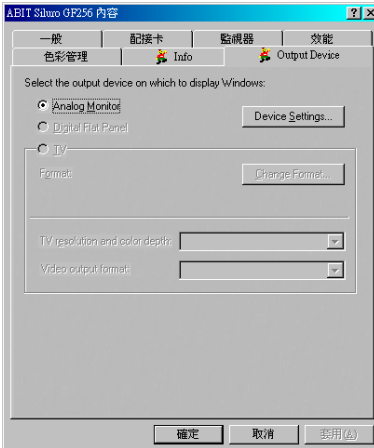 ABIT Siluro GF256 內容
一般 配接卡 監視器 效能
色彩管理 Info Output Device
Select the output device on which to display Windows:
Analog Monitor
Device Settings...
Digital Flat Panel
TV
Format:
Change Format...
TV resolution and color depth:
Video output format:
確定 取消 套用(A)